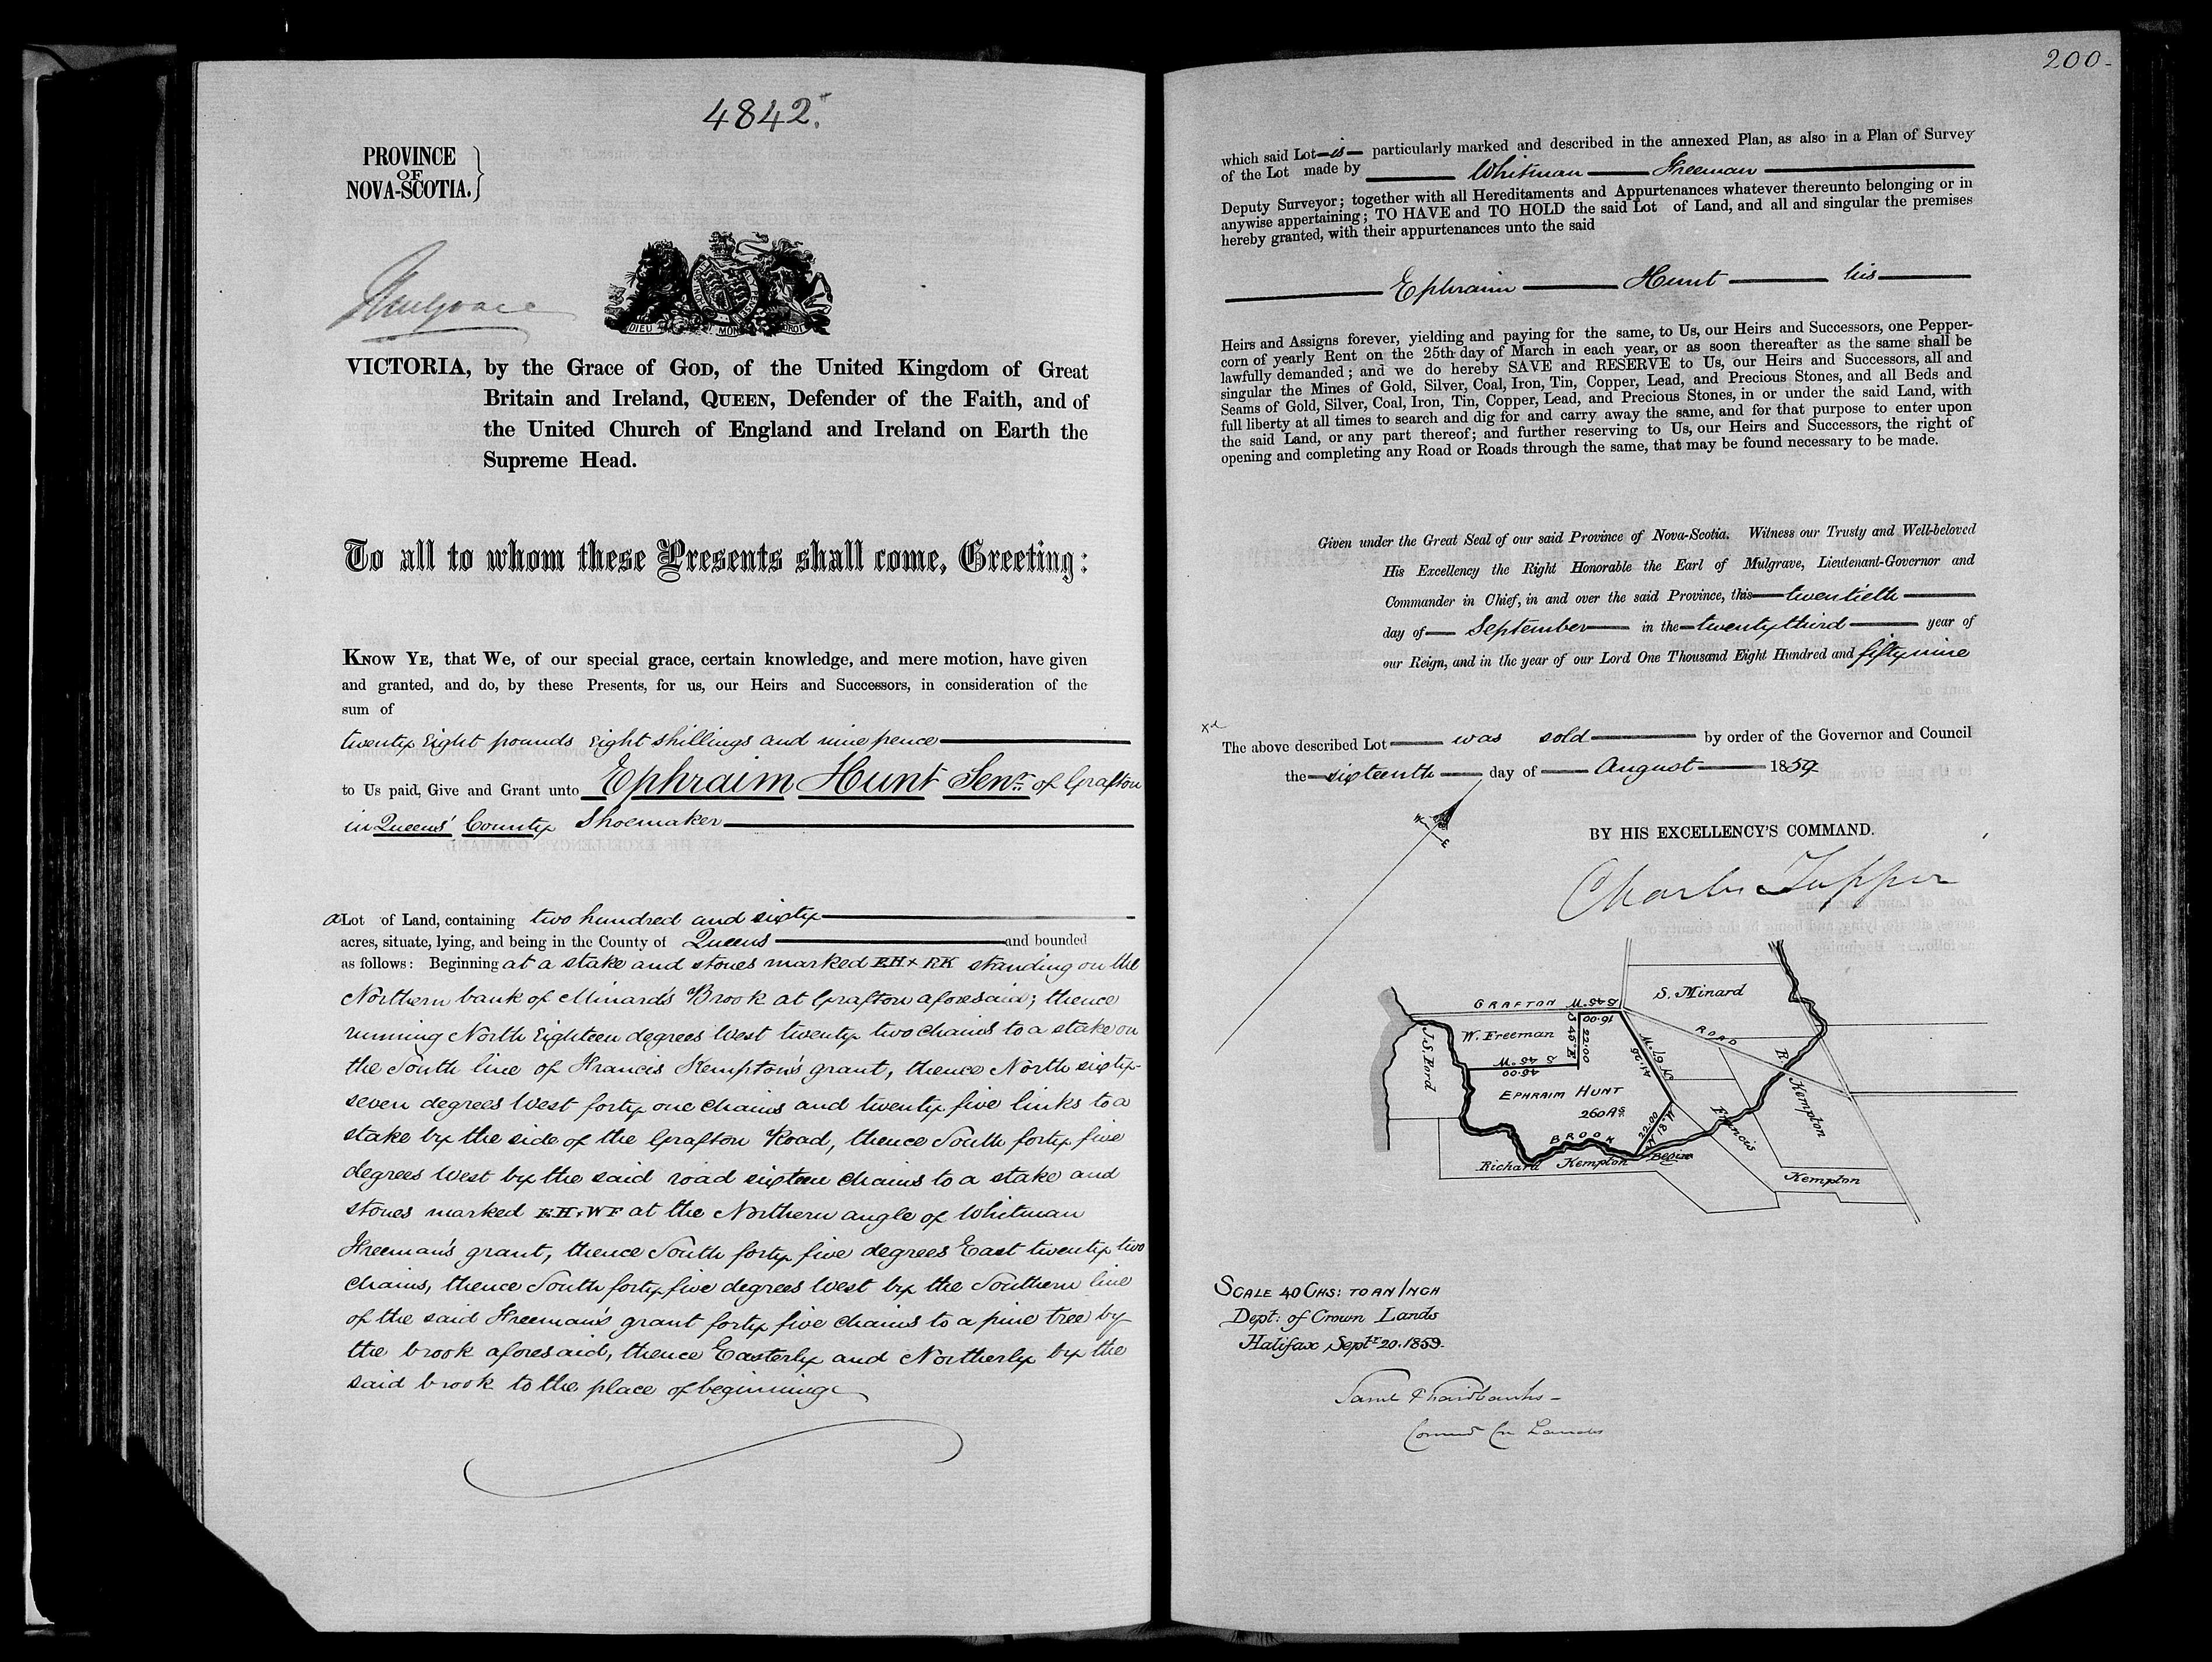 4842.
PROVINCE
OF
NOVA-SCOTIA.
Mulgrave
DIEU ET MON DROIT
VICTORIA, by the Grace of GOD, of the United Kingdom of Great
Britain and Ireland, QUEEN, Defender of the Faith, and of
the United Church of England and Ireland on Earth the
Supreme Head.
To all to whom these Presents shall come, Greeting:
KNOW YE, that We, of our special grace, certain knowledge, and mere motion, have given
and granted, and do, by these Presents, for us, our Heirs and Successors, in consideration of the
sum of
twenty Eight pounds Eight shillings and nine pence
to Us paid, Give and Grant unto Ephraim Hunt Senr. of Grafton
in Queens' County Shoemaker
a Lot of Land, containing two hundred and sixty
acres, situate, lying, and being in the County of Queens and bounded
as follows: Beginning at a stake and stones marked E.H + R.K standing on the
Northern bank of Minard's Brook at Grafton aforesaid; thence
running North Eighteen degrees West twenty two chains to a stake on
the South line of Francis Kempton's grant, thence North sixty-
seven degrees West forty one chains and twenty five links to a
stake by the side of the Grafton Road, thence South forty five
degrees West by the said road sixteen chains to a stake and
stones marked E.H + W F at the Northern angle of Whitman
Freeman's grant, thence South forty five degrees East twenty two
chains, thence South forty five degrees West by the Southern line
of the said Freeman's grant forty five chains to a pine tree by
the brook aforesaid, thence Easterly and Northerly by the
said brook to the place of beginning
200-
which said Lot is particularly marked and described in the annexed Plan, as also in a Plan of Survey
of the Lot made by Whitman Freeman
Deputy Surveyor; together with all Hereditaments and Appurtenances whatever thereunto belonging or in
anywise appertaining; TO HAVE and TO HOLD the said Lot of Land, and all and singular the premises
hereby granted, with their appurtenances unto the said
Ephraim Hunt his
Heirs and Assigns forever, yielding and paying for the same, to Us, our Heirs and Successors, one Pepper-
corn of yearly Rent on the 25th day of March in each year, or as soon thereafter as the same shall be
lawfully demanded; and we do hereby SAVE and RESERVE to Us, our Heirs and Successors, all and
singular the Mines of Gold, Silver, Coal, Iron, Tin, Copper, Lead, and Precious Stones, and all Beds and
Seams of Gold, Silver, Coal, Iron, Tin, Copper, Lead, and Precious Stones, in or under the said Land, with
full liberty at all times to search and dig for and carry away the same, and for that purpose to enter upon
the said Land, or any part thereof; and further reserving to Us, our Heirs and Successors, the right of
opening and completing any Road or Roads through the same, that may be found necessary to be made.
Given under the Great Seal of our said Province of Nova-Scotia. Witness our Trusty and Well-beloved
His Excellency the Right Honorable the Earl of Mulgrave, Lieutenant-Governor and
Commander in Chief, in and over the said Province, this twentieth
day of September in the twenty third year of
our Reign, and in the year of our Lord One Thousand Eight Hundred and fifty nine
xd
The above described Lot was sold by order of the Governor and Council
the sixteenth day of August 1859
BY HIS EXCELLENCY'S COMMAND.
Charles Tupper
S. Minard
GRAFTON
S 45 W.
16.00
ROAD
W. Freeman
S 45° E
22.00
J.S. Ford
S 45 W
45.00
S 67 W
41.25
EPHRAIM HUNT
260 As
R. Kempton
Francis
Kempton
22.00
N 18 W
BROOK
Begin
Richard Kempton
SCALE 40 CHS: TO AN INCH
Dept: of Crown Lands
Halifax Septr 20. 1859.
Saml P Fairbanks-
Commr Crn Lands